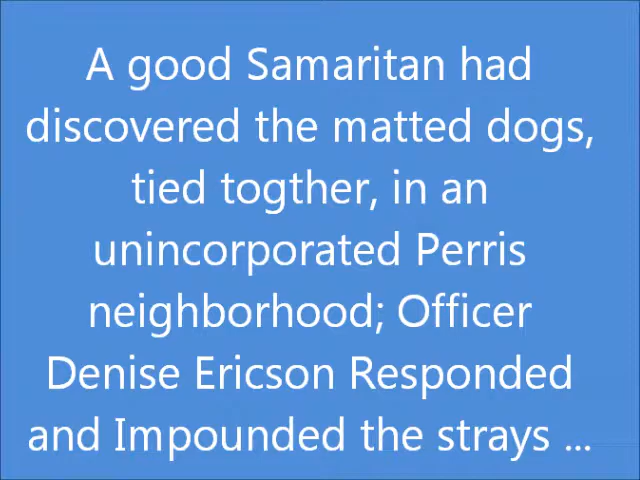 A good Samaritan had
discovered the matted dogs,
tied togther, in an
unincorporated Perris
neighborhood; Officer
Denise Ericson Responded
and Impounded the strays ...